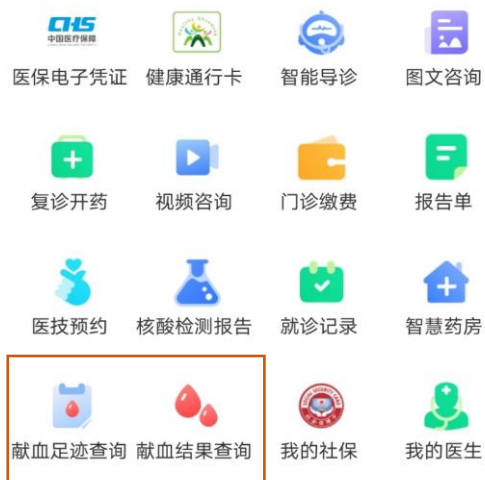 CHS
中国医疗保障
医保电子凭证 健康通行卡 智能导诊 图文咨询
复诊开药 视频咨询 门诊缴费 报告单
医技预约 核酸检测报告 就诊记录 智慧药房
献血足迹查询 献血结果查询 我的社保 我的医生